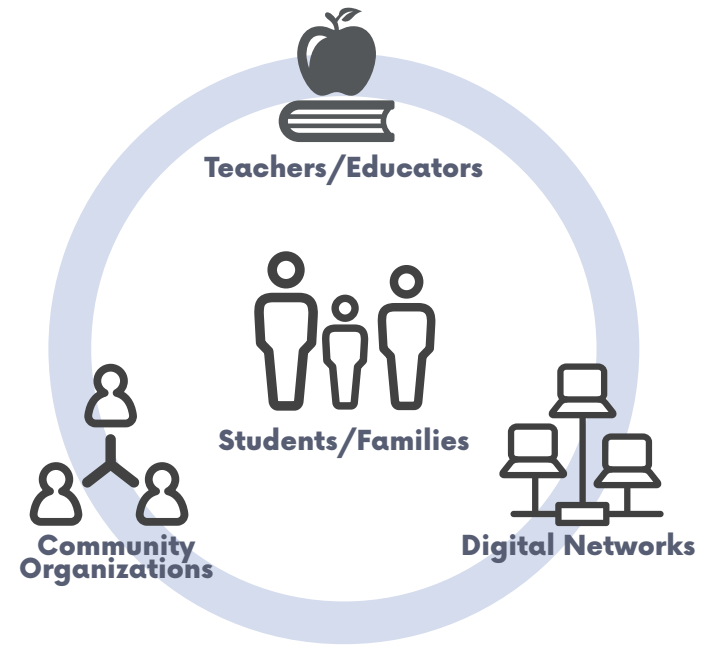 Teachers/Educators
Students/Families
Community
Organizations
Digital Networks